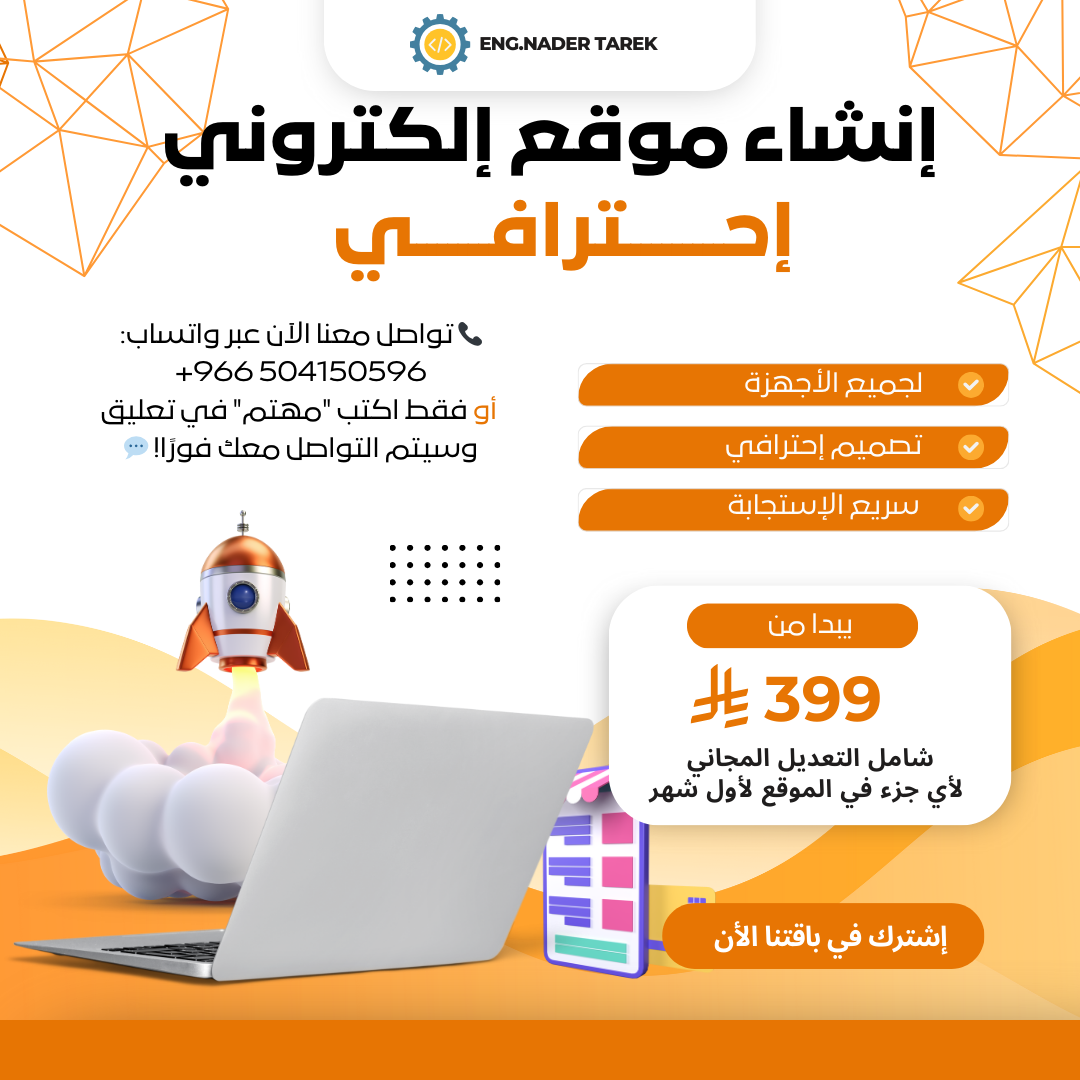 ENG.NADER TAREK
إنشاء موقع إلكتروني
إحـــترافـــي
📞 تواصل معنا الآن عبر واتساب:
+966 504150596
أو فقط اكتب "مهتم" في تعليق
وسيتم التواصل معك فورًا! 💬
لجميع الأجهزة
تصميم إحترافي
سريع الإستجابة
يبدا من
399 ⃁
شامل التعديل المجاني
لأي جزء في الموقع لأول شهر
إشترك في باقتنا الأن